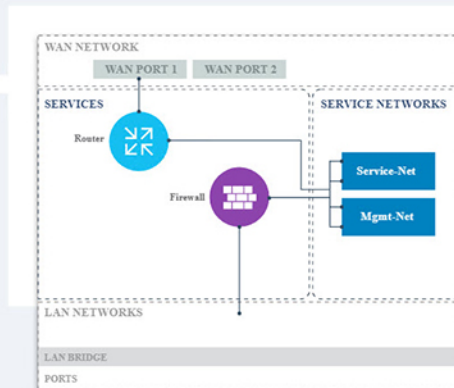 WAN NETWORK
WAN PORT 1
WAN PORT 2
SERVICES
SERVICE NETWORKS
Router
Service-Net
Firewall
Mgmt-Net
LAN NETWORKS
LAN BRIDGE
PORTS